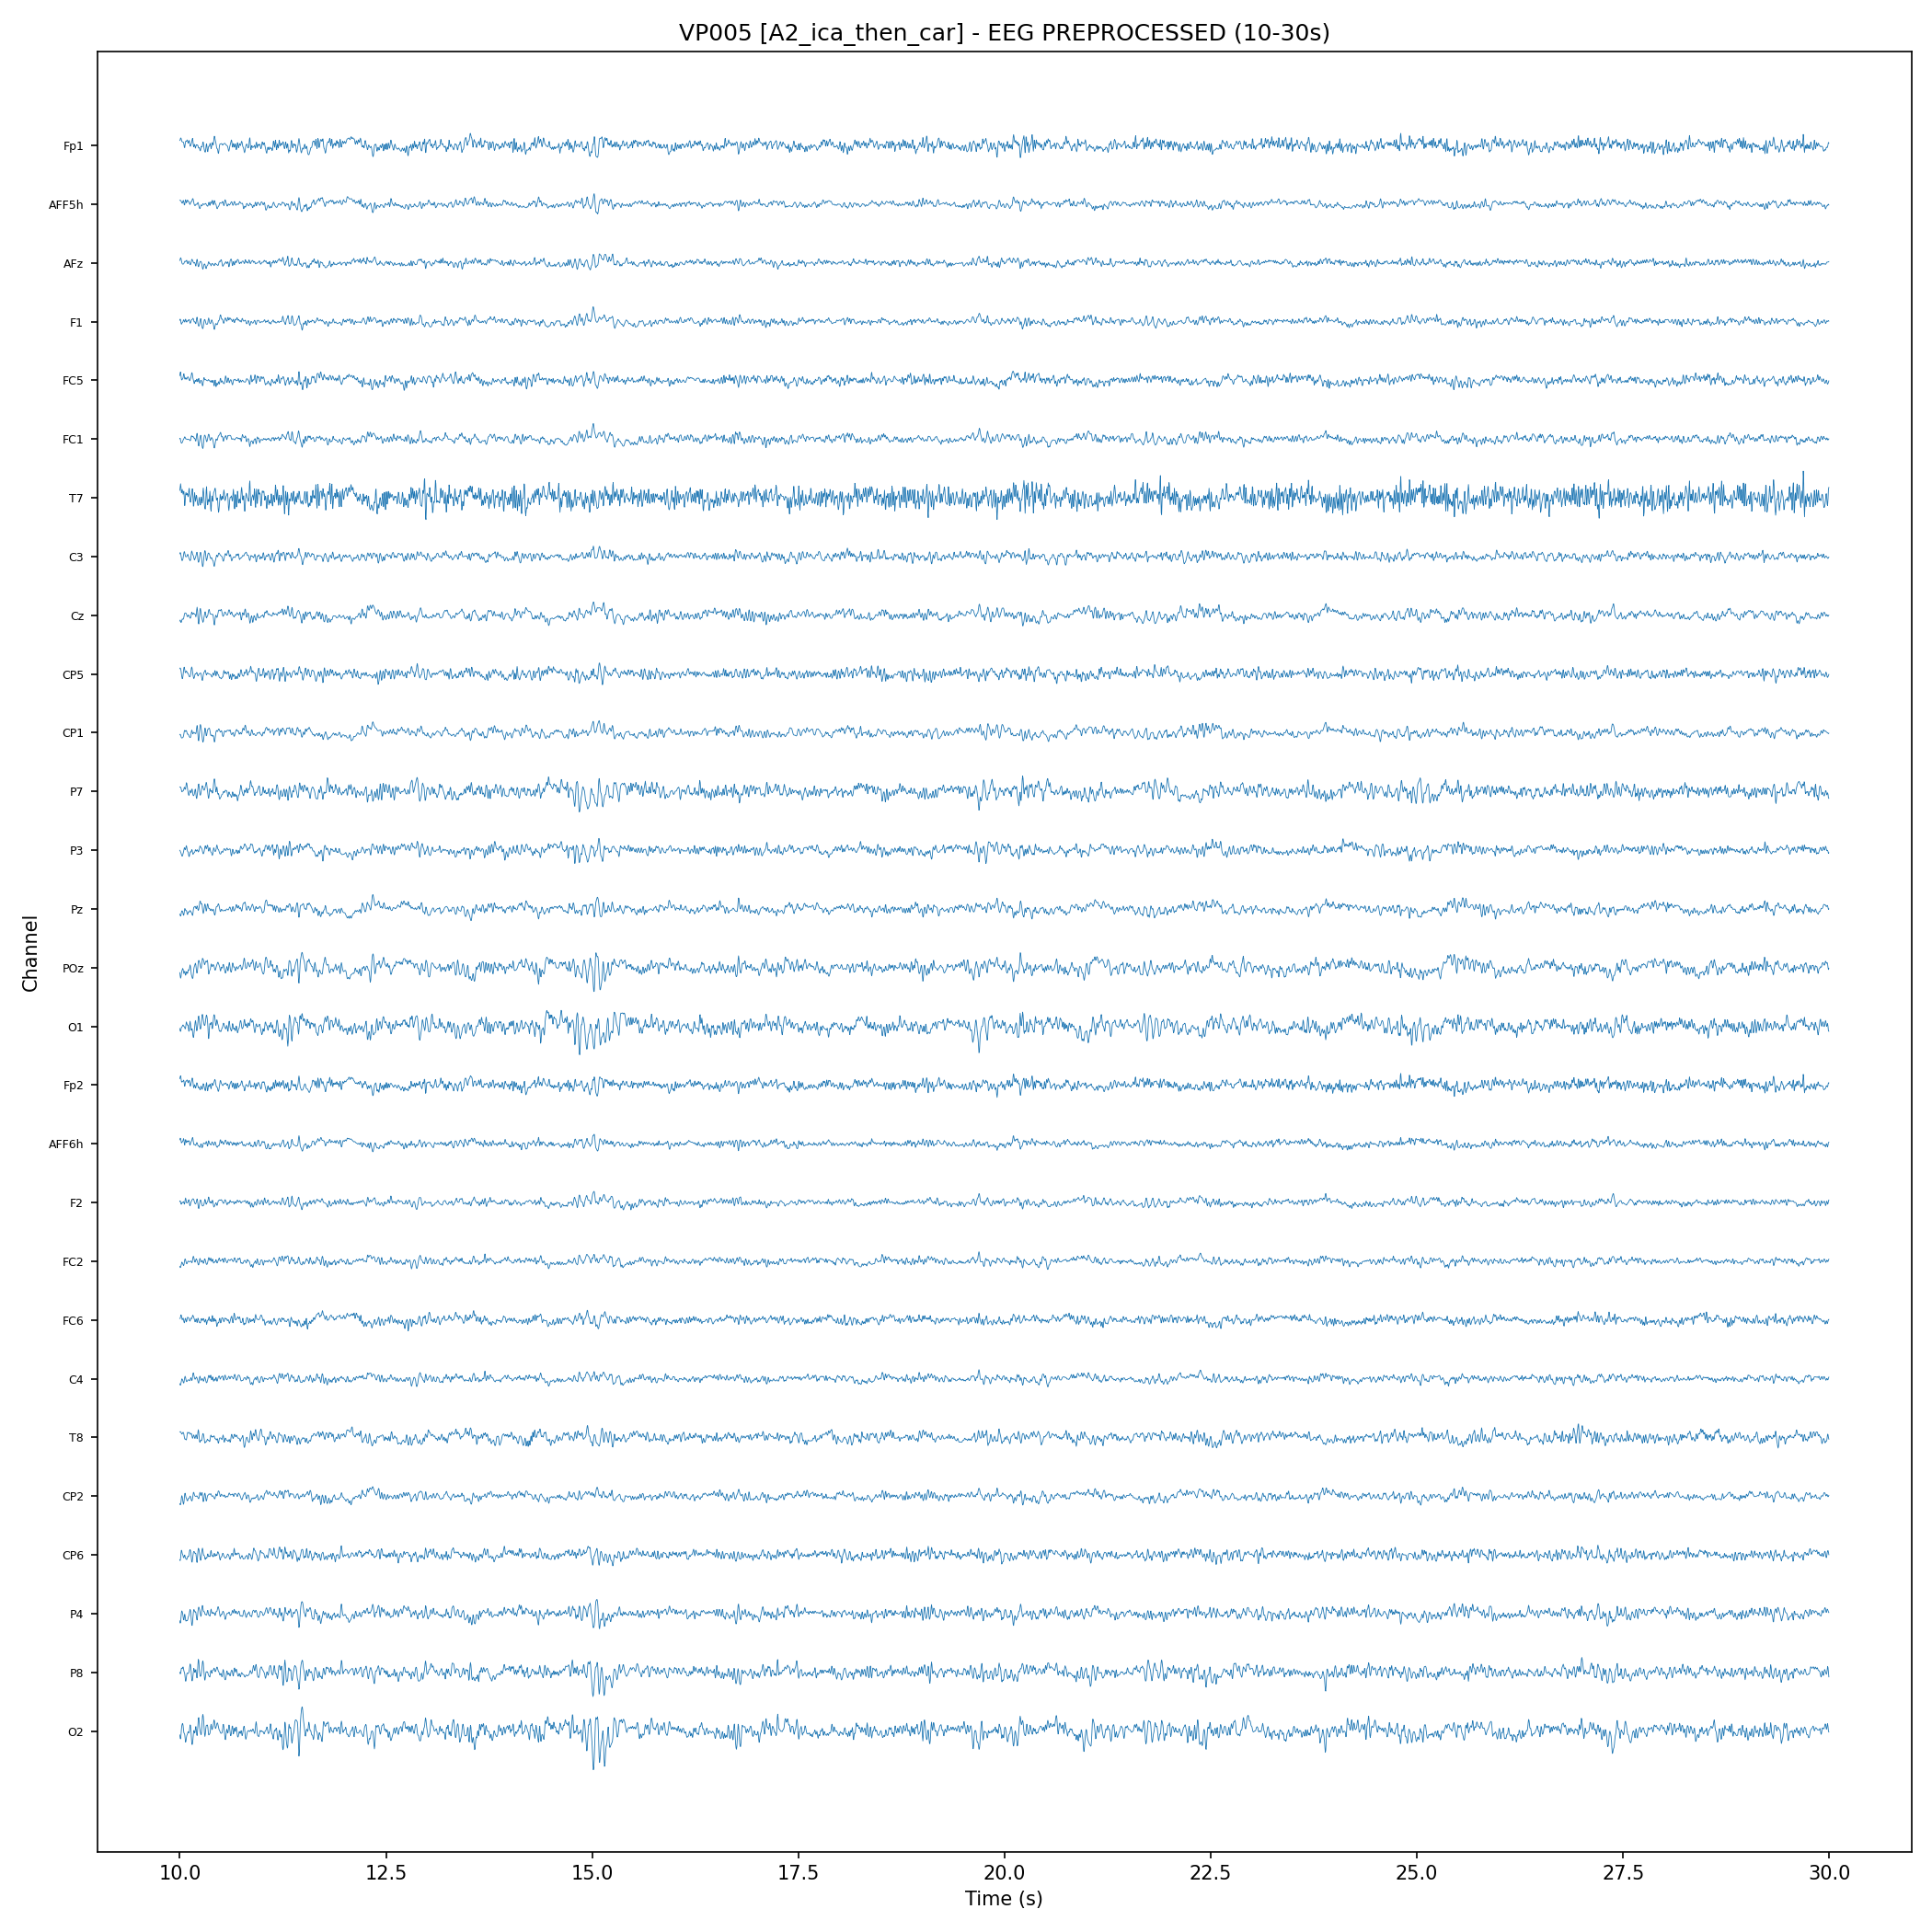 VP005 [A2_ica_then_car] - EEG PREPROCESSED (10-30s)
Channel
Fp1
AFF5h
AFz
F1
FC5
FC1
T7
C3
Cz
CP5
CP1
P7
P3
Pz
POz
O1
Fp2
AFF6h
F2
FC2
FC6
C4
T8
CP2
CP6
P4
P8
O2
10.0 12.5 15.0 17.5 20.0 22.5 25.0 27.5 30.0
Time (s)